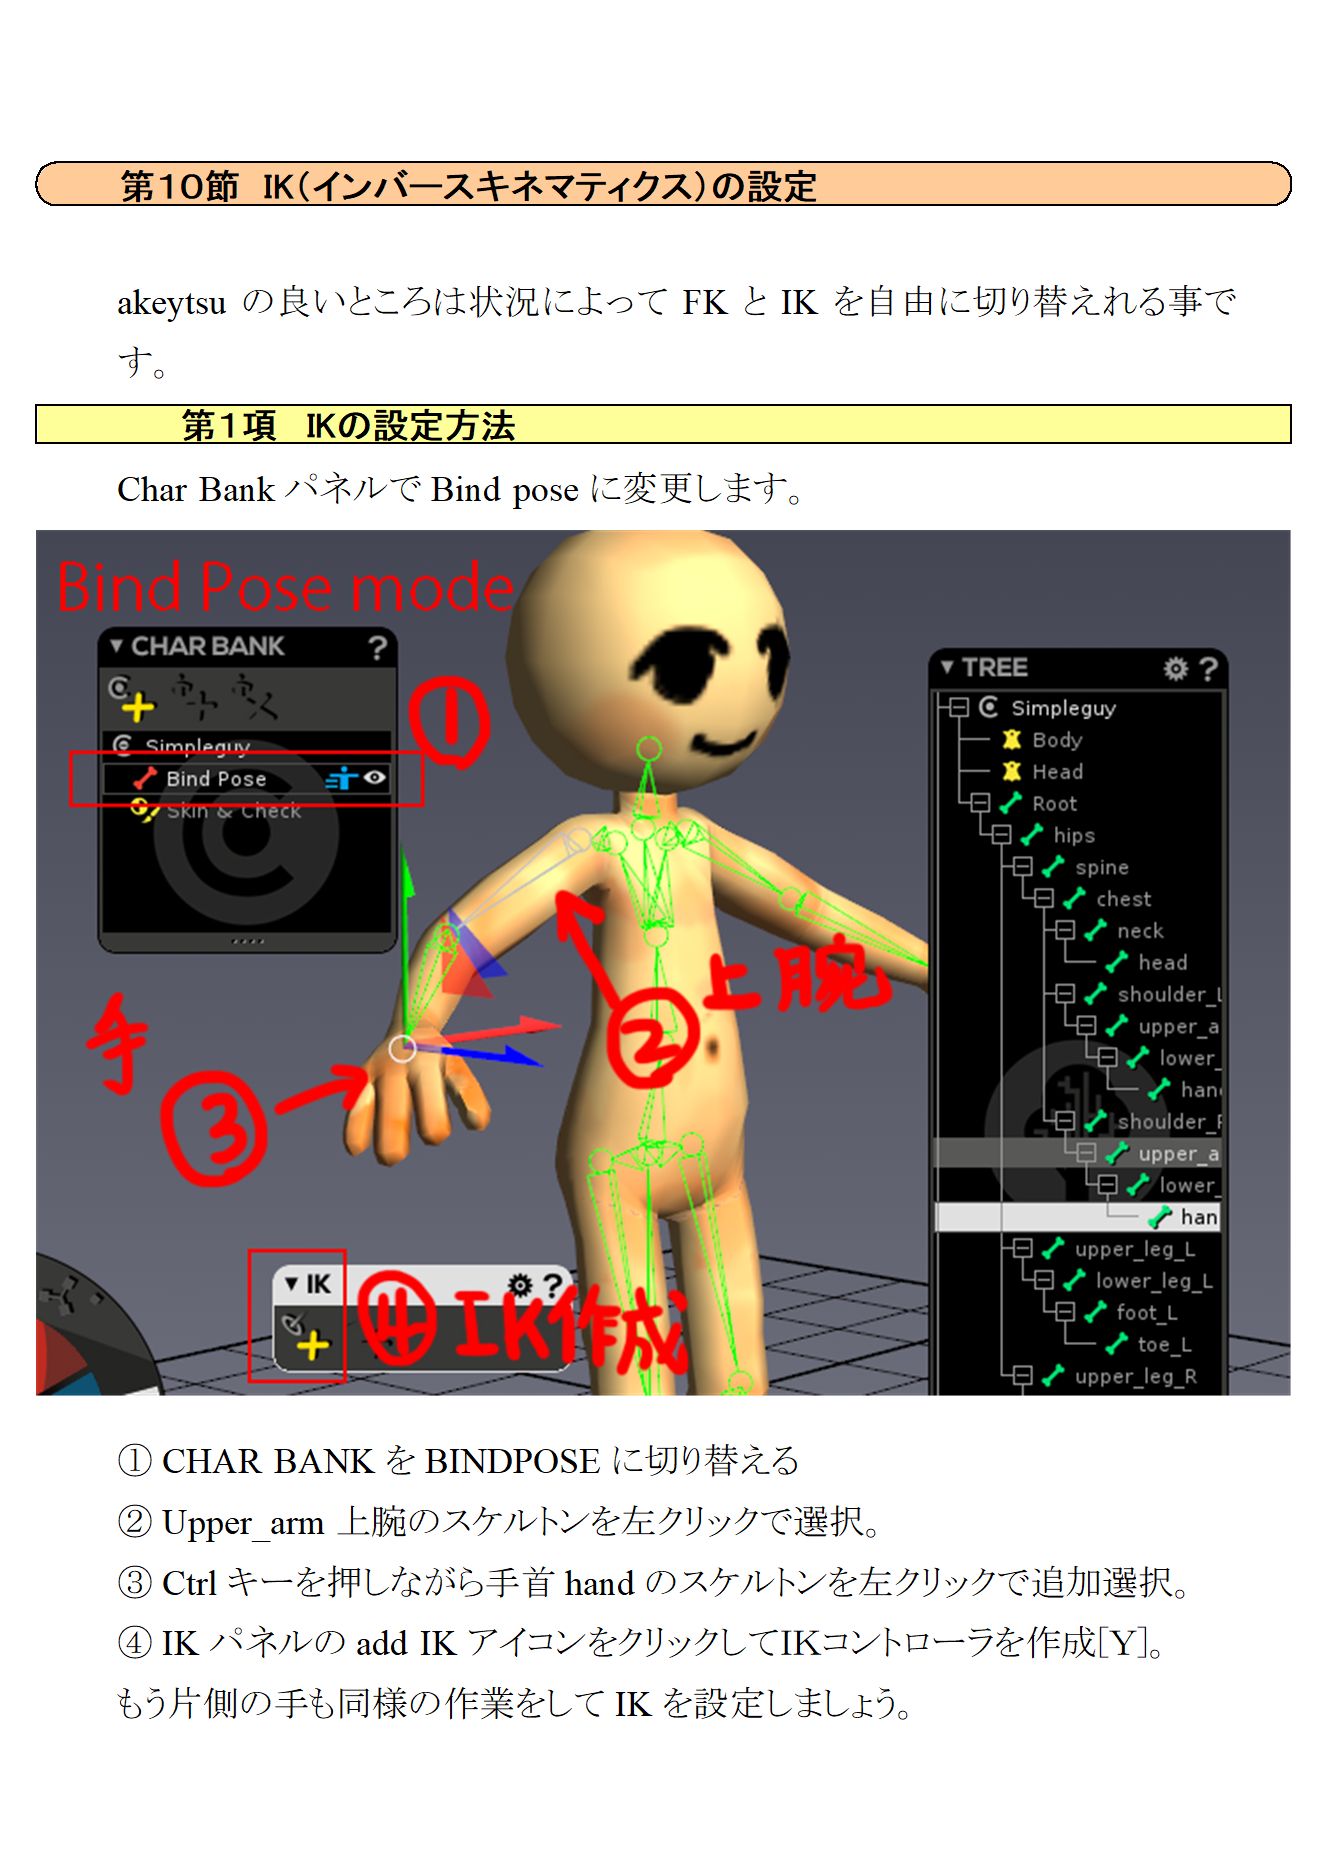 第10節 IK(インバースキネマティクス)の設定
akeytsu の良いところは状況によって FK と IK を自由に切り替えれる事で
す。
第1項 IKの設定方法
Char Bank パネルで Bind pose に変更します。
Bind Pose mode
▼ CHAR BANK ?
Simpleguy
Bind Pose
Skin & Check
①
上腕
②
手
③
▼ IK ?
④ IK作成
▼ TREE ?
Simpleguy
Body
Head
Root
hips
spine
chest
neck
head
shoulder_L
upper_a
lower_
han
shoulder_R
upper_a
lower_
han
upper_leg_L
lower_leg_L
foot_L
toe_L
upper_leg_R
① CHAR BANK を BINDPOSE に切り替える
② Upper_arm 上腕のスケルトンを左クリックで選択。
③ Ctrl キーを押しながら手首 hand のスケルトンを左クリックで追加選択。
④ IK パネルの add IK アイコンをクリックしてIKコントローラを作成[Y]。
もう片側の手も同様の作業をして IK を設定しましょう。